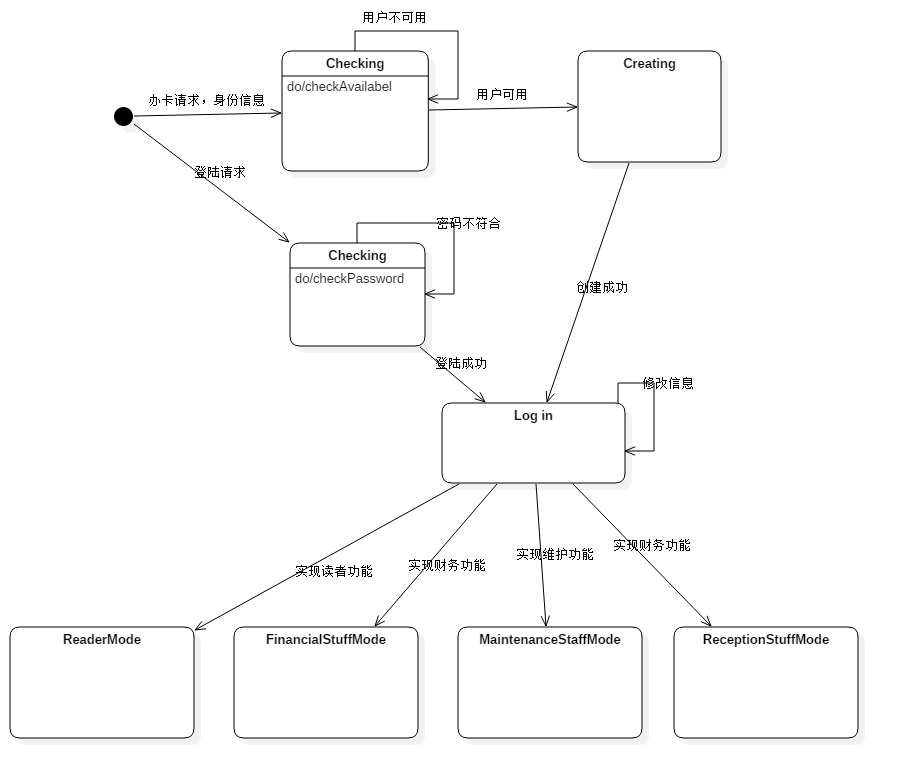 用户不可用
Checking
do/checkAvailabel
Creating
办卡请求，身份信息
用户可用
登陆请求
密码不符合
Checking
do/checkPassword
创建成功
登陆成功
修改信息
Log in
实现读者功能
实现财务功能
实现维护功能
实现财务功能
ReaderMode
FinancialStuffMode
MaintenanceStaffMode
ReceptionStuffMode